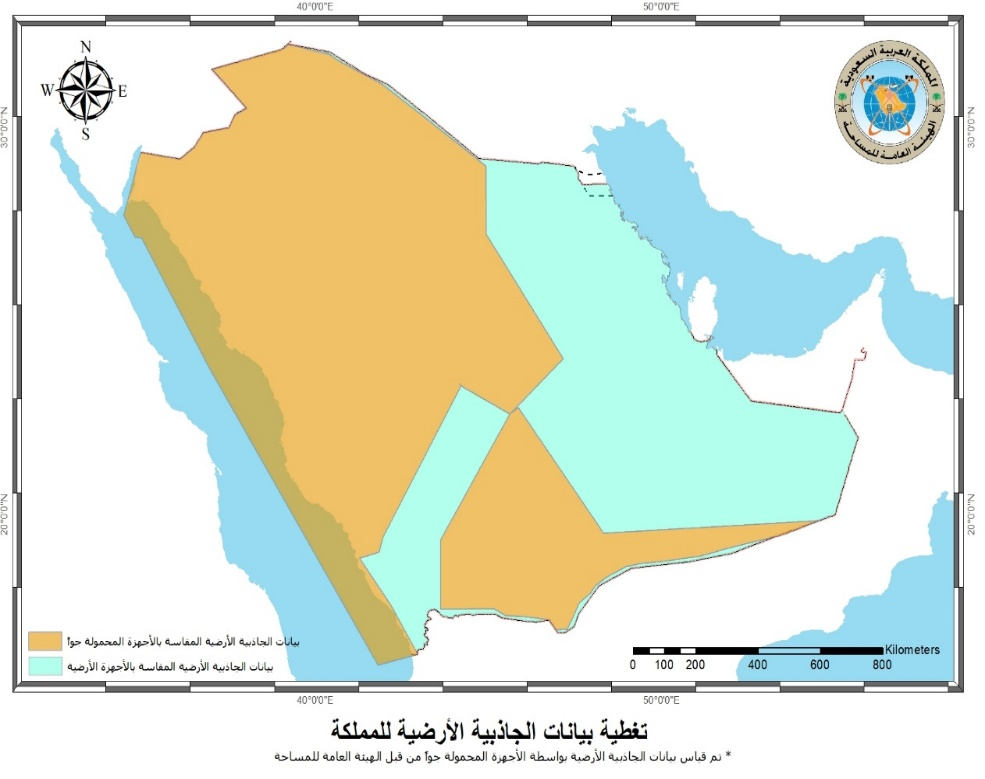 40°0'0"E 50°0'0"E
N
W E
S
المملكة العربية السعودية
الهيئة العامة للمساحة
30°0'0"N 30°0'0"N
20°0'0"N 20°0'0"N
بيانات الجاذبية الأرضية المقاسة بالأجهزة المحمولة جواً
بيانات الجاذبية الأرضية المقاسة بالأجهزة الأرضية
Kilometers
0 100 200 400 600 800
40°0'0"E 50°0'0"E
تغطية بيانات الجاذبية الأرضية للمملكة
* تم قياس بيانات الجاذبية الأرضية بواسطة الأجهزة المحمولة جواً من قبل الهيئة العامة للمساحة